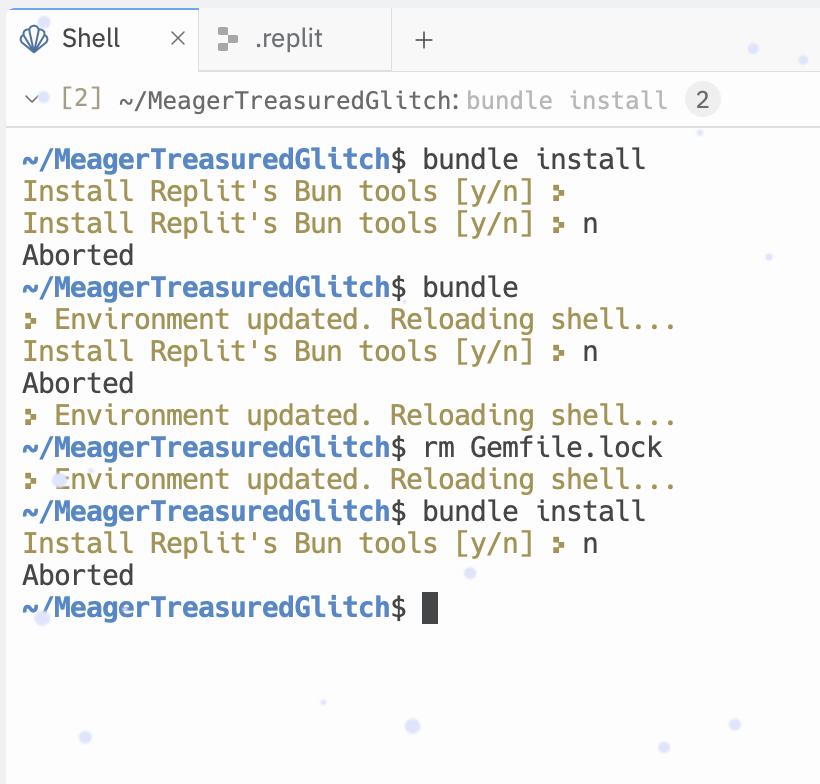 Shell
.replit
[2] ~/MeagerTreasuredGlitch: bundle install 2
~/MeagerTreasuredGlitch$ bundle install
Install Replit's Bun tools [y/n]
Install Replit's Bun tools [y/n] n
Aborted
~/MeagerTreasuredGlitch$ bundle
Environment updated. Reloading shell...
Install Replit's Bun tools [y/n] n
Aborted
Environment updated. Reloading shell...
~/MeagerTreasuredGlitch$ rm Gemfile.lock
Environment updated. Reloading shell...
~/MeagerTreasuredGlitch$ bundle install
Install Replit's Bun tools [y/n] n
Aborted
~/MeagerTreasuredGlitch$